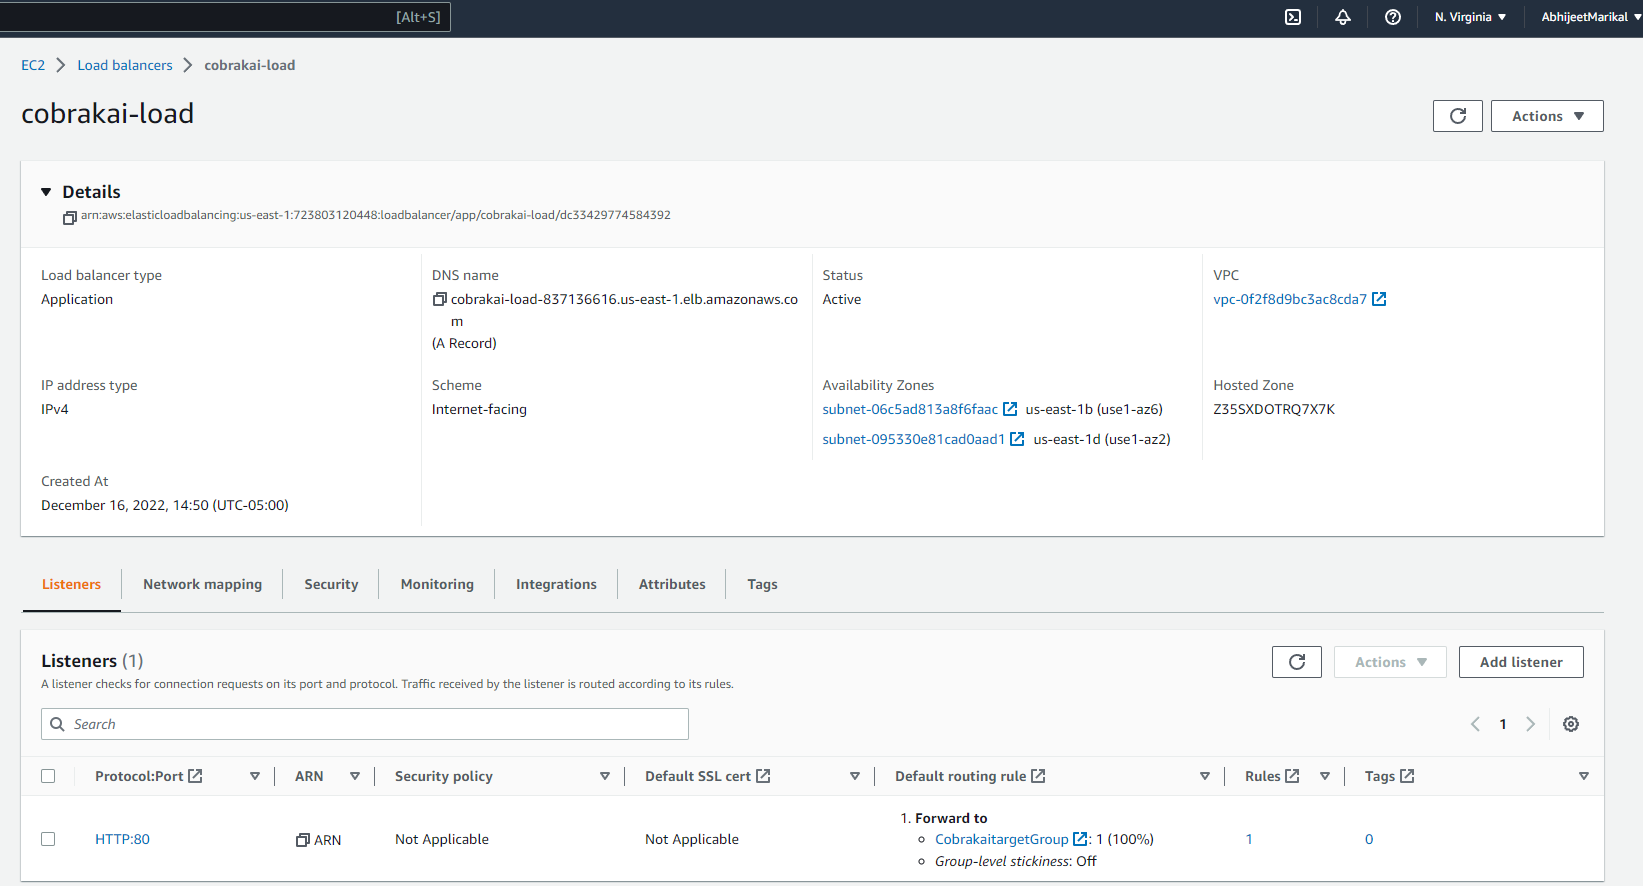 [Alt+S]
N. Virginia
AbhijeetMarikal
EC2
Load balancers
cobrakai-load
cobrakai-load
Actions
Details
arn:aws:elasticloadbalancing:us-east-1:723803120448:loadbalancer/app/cobrakai-load/dc33429774584392
Load balancer type
Application
DNS name
cobrakai-load-837136616.us-east-1.elb.amazonaws.co
m
(A Record)
Status
Active
VPC
vpc-0f2f8d9bc3ac8cda7
IP address type
IPv4
Scheme
Internet-facing
Availability Zones
subnet-06c5ad813a8f6faac us-east-1b (use1-az6)
subnet-095330e81cad0aad1 us-east-1d (use1-az2)
Hosted Zone
Z35SXDOTRQ7X7K
Created At
December 16, 2022, 14:50 (UTC-05:00)
Listeners
Network mapping
Security
Monitoring
Integrations
Attributes
Tags
Listeners (1)
A listener checks for connection requests on its port and protocol. Traffic received by the listener is routed according to its rules.
Actions
Add listener
Search
1
Protocol:Port
ARN
Security policy
Default SSL cert
Default routing rule
Rules
Tags
HTTP:80
ARN
Not Applicable
Not Applicable
1. Forward to
CobrakaitargetGroup : 1 (100%)
Group-level stickiness: Off
1
0